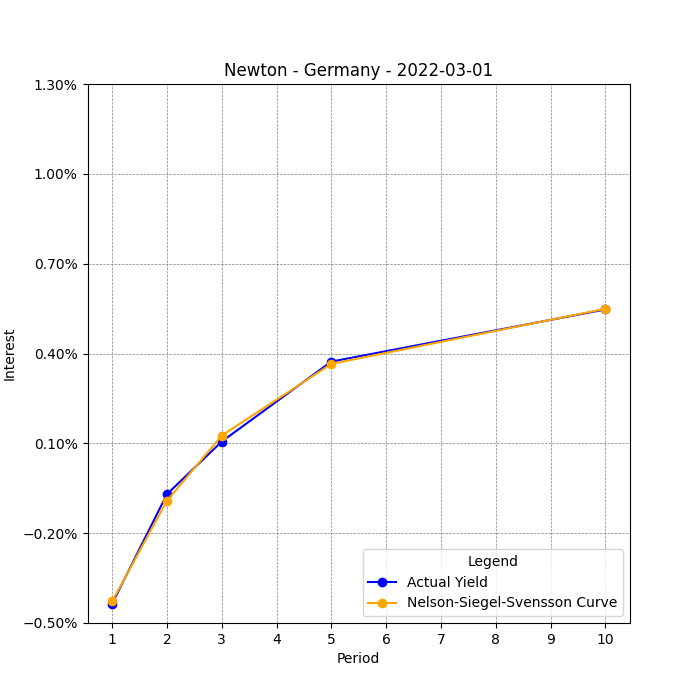 Newton - Germany - 2022-03-01
1.30%
1.00%
0.70%
0.40%
0.10%
−0.20%
−0.50%
Interest
Legend
Actual Yield
Nelson-Siegel-Svensson Curve
1 2 3 4 5 6 7 8 9 10
Period